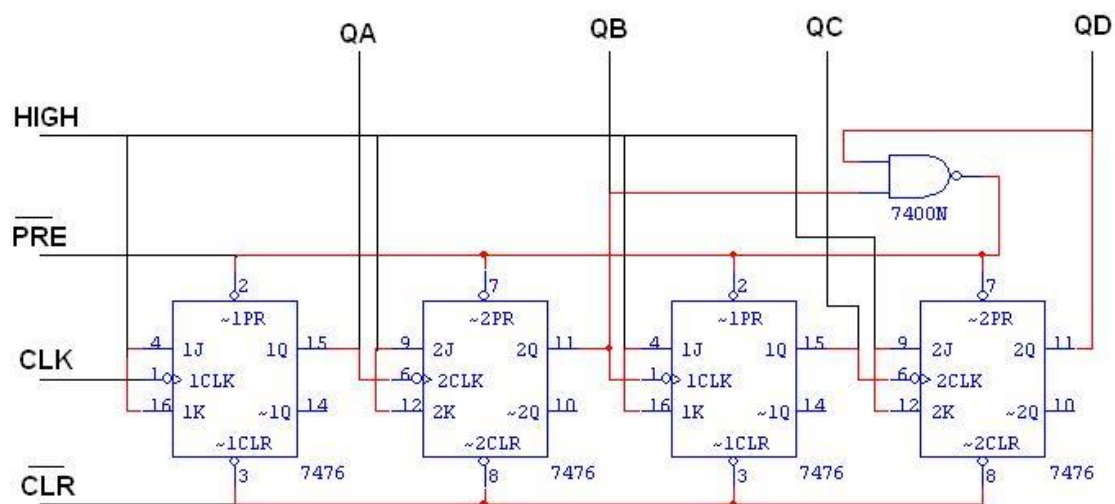 QA QB QC QD
HIGH
7400N
PRE
2 7 2 7
~1PR ~2PR ~1PR ~2PR
4 1J 1Q 15 9 2J 2Q 11 4 1J 1Q 15 9 2J 2Q 11
CLK 1 1CLK 6 2CLK 1 1CLK 6 2CLK
16 1K ~1Q 14 12 2K ~2Q 10 16 1K ~1Q 14 12 2K ~2Q 10
~1CLR ~2CLR ~1CLR ~2CLR
CLR 3 7476 8 7476 3 7476 8 7476